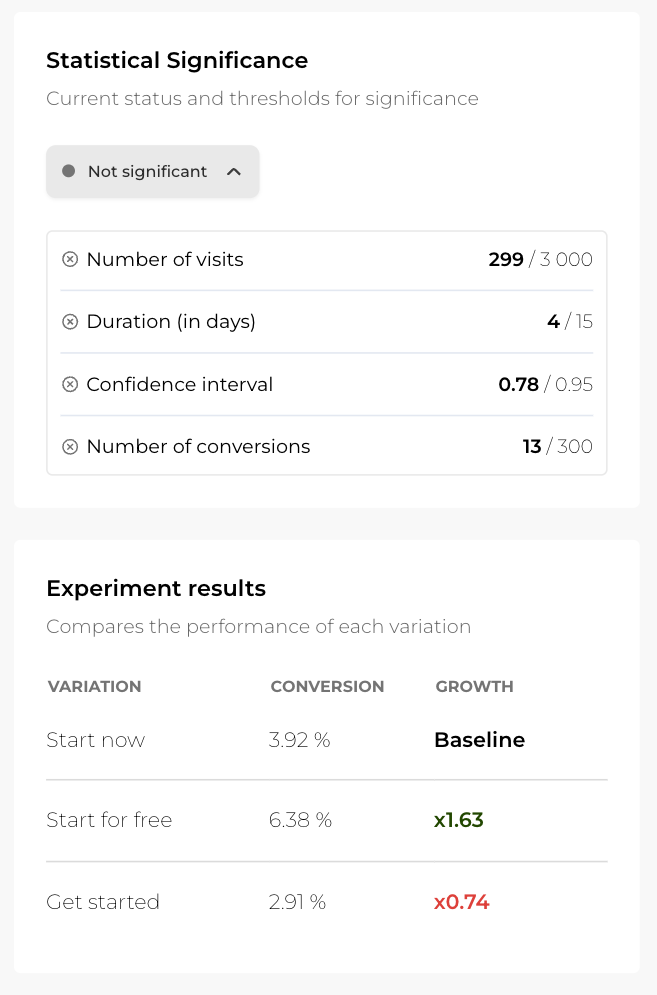 Statistical Significance
Current status and thresholds for significance
Not significant
Number of visits 299 / 3 000
Duration (in days) 4 / 15
Confidence interval 0.78 / 0.95
Number of conversions 13 / 300
Experiment results
Compares the performance of each variation
VARIATION CONVERSION GROWTH
Start now 3.92 % Baseline
Start for free 6.38 % x1.63
Get started 2.91 % x0.74